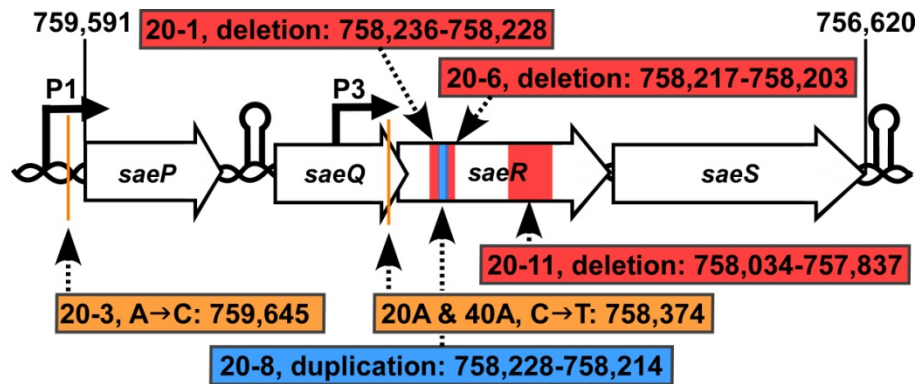 759,591
20-1, deletion: 758,236-758,228
756,620
20-6, deletion: 758,217-758,203
P1
P3
saeP
saeQ
saeR
saeS
20-11, deletion: 758,034-757,837
20-3, A→C: 759,645
20A & 40A, C→T: 758,374
20-8, duplication: 758,228-758,214